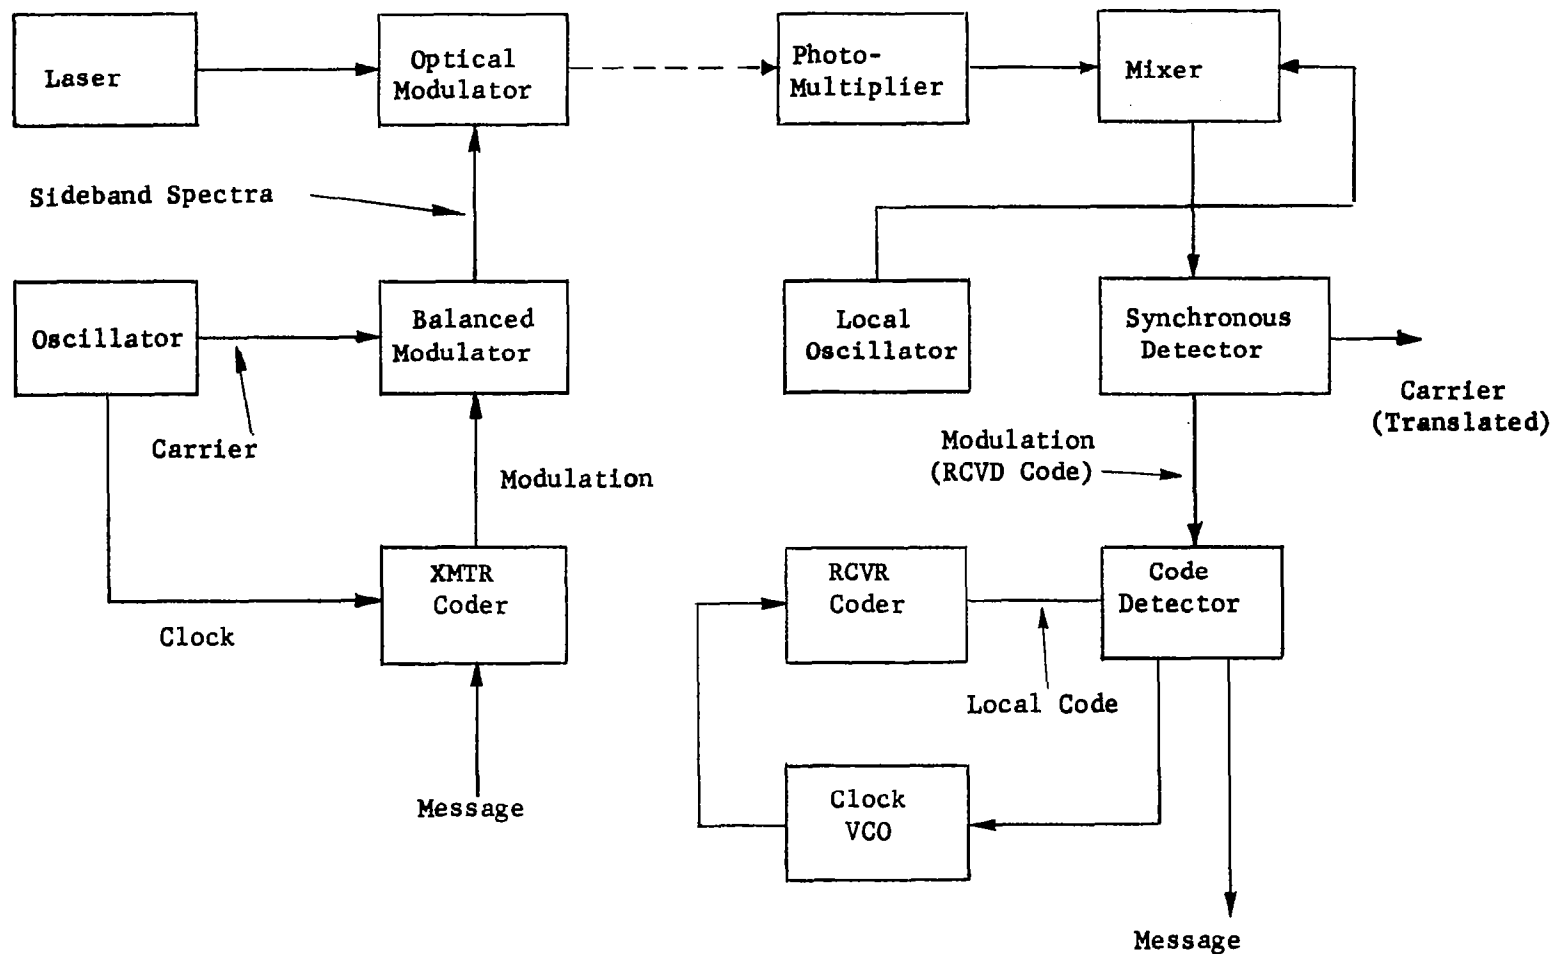 Laser
Optical
Modulator
Photo-
Multiplier
Mixer
Sideband Spectra
Oscillator
Balanced
Modulator
Local
Oscillator
Synchronous
Detector
Carrier
Carrier
(Translated)
Modulation
Modulation
(RCVD Code)
XMTR
Coder
RCVR
Coder
Code
Detector
Clock
Local Code
Message
Clock
VCO
Message